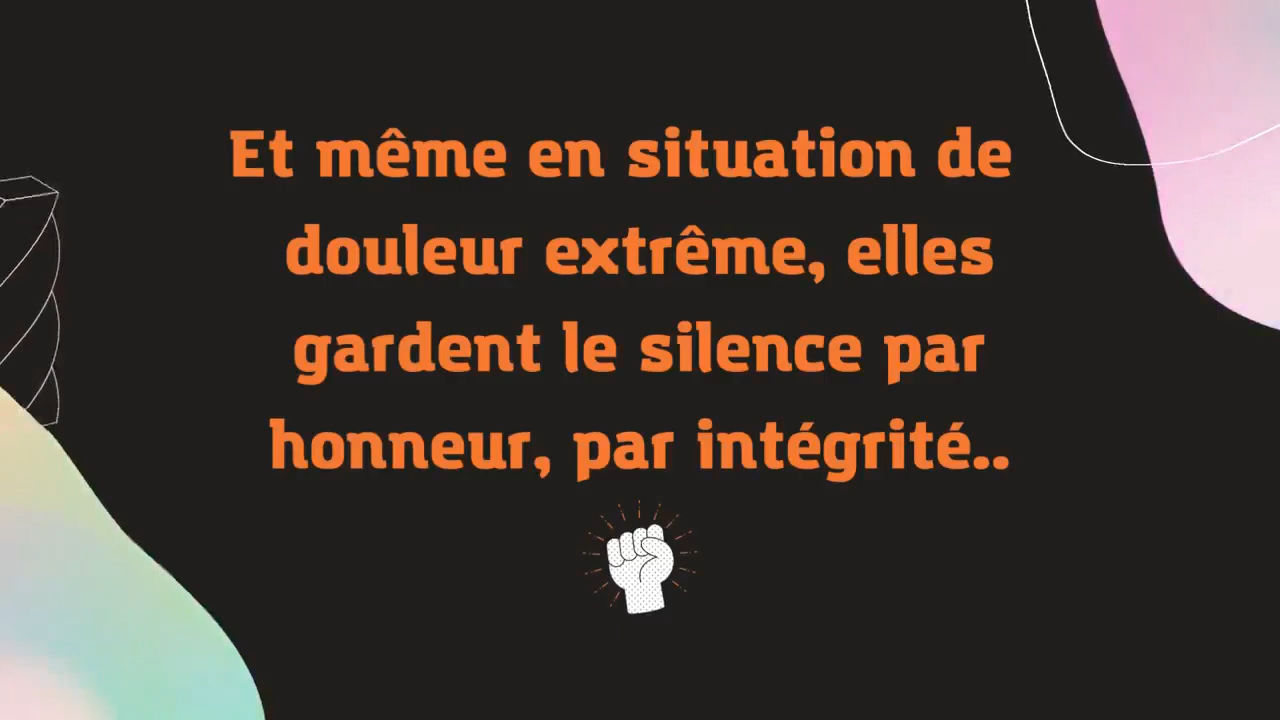 Et même en situation de
douleur extrême, elles
gardent le silence par
honneur, par intégrité..